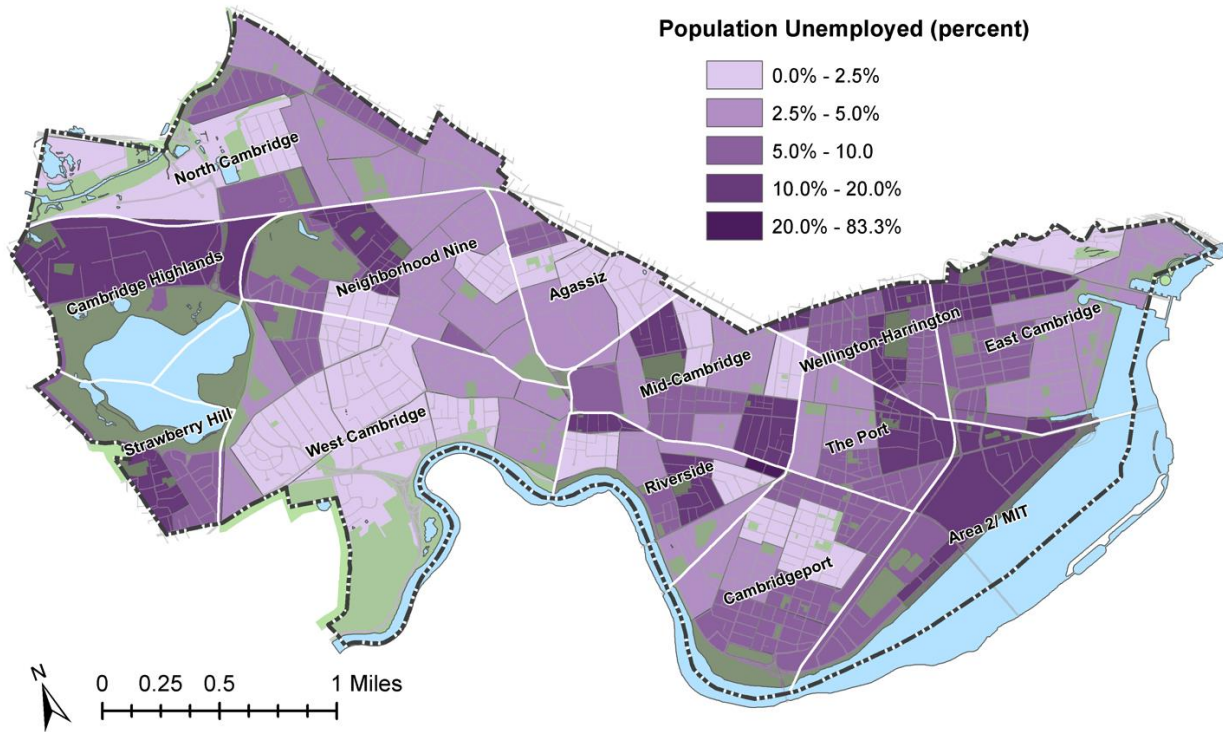 Population Unemployed (percent)
0.0% - 2.5%
2.5% - 5.0%
5.0% - 10.0
10.0% - 20.0%
20.0% - 83.3%
North Cambridge
Cambridge Highlands
Neighborhood Nine
Agassiz
Strawberry Hill
West Cambridge
Mid-Cambridge
Wellington-Harrington
East Cambridge
The Port
Riverside
Area 2/ MIT
Cambridgeport
N
0 0.25 0.5 1 Miles